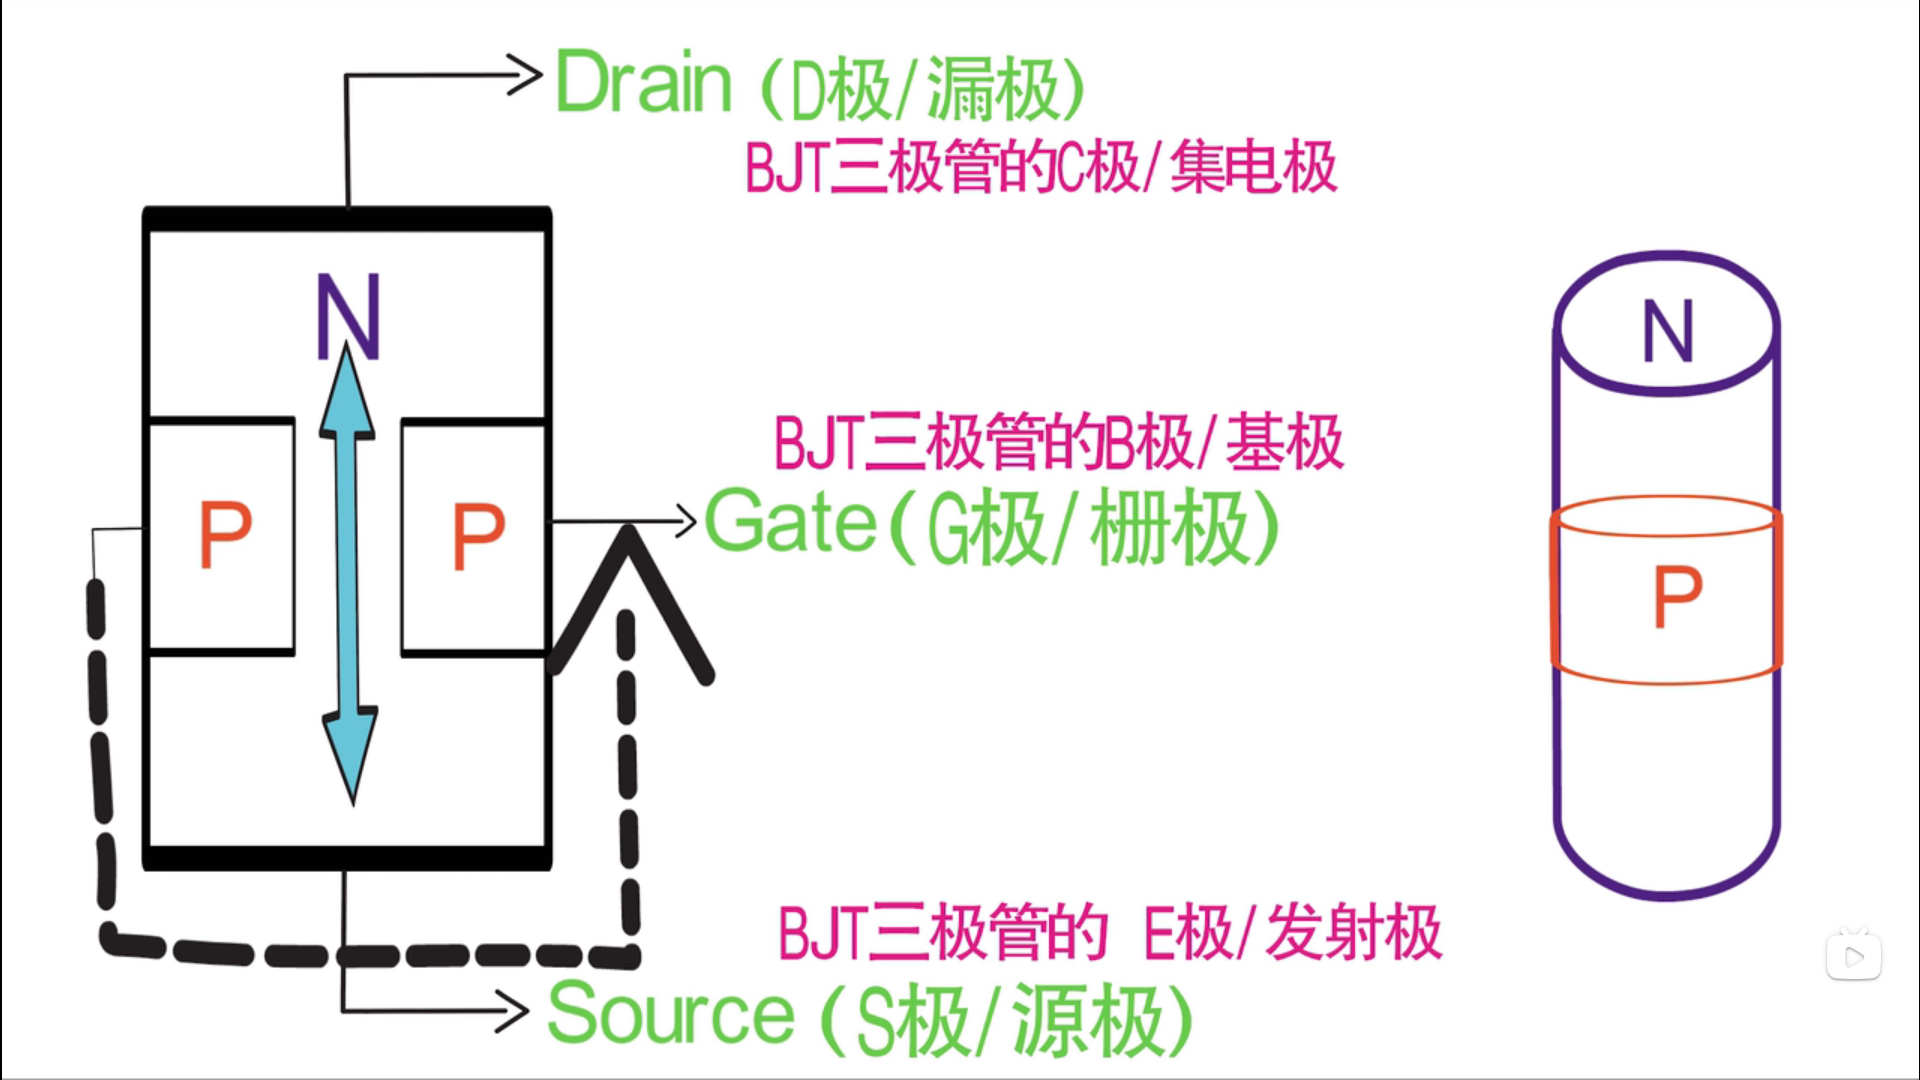 Drain（D极/漏极）
BJT三极管的C极/集电极
N
N
BJT三极管的B极/基极
P
P
Gate（G极/栅极）
P
BJT三极管的 E极/发射极
Source（S极/源极）